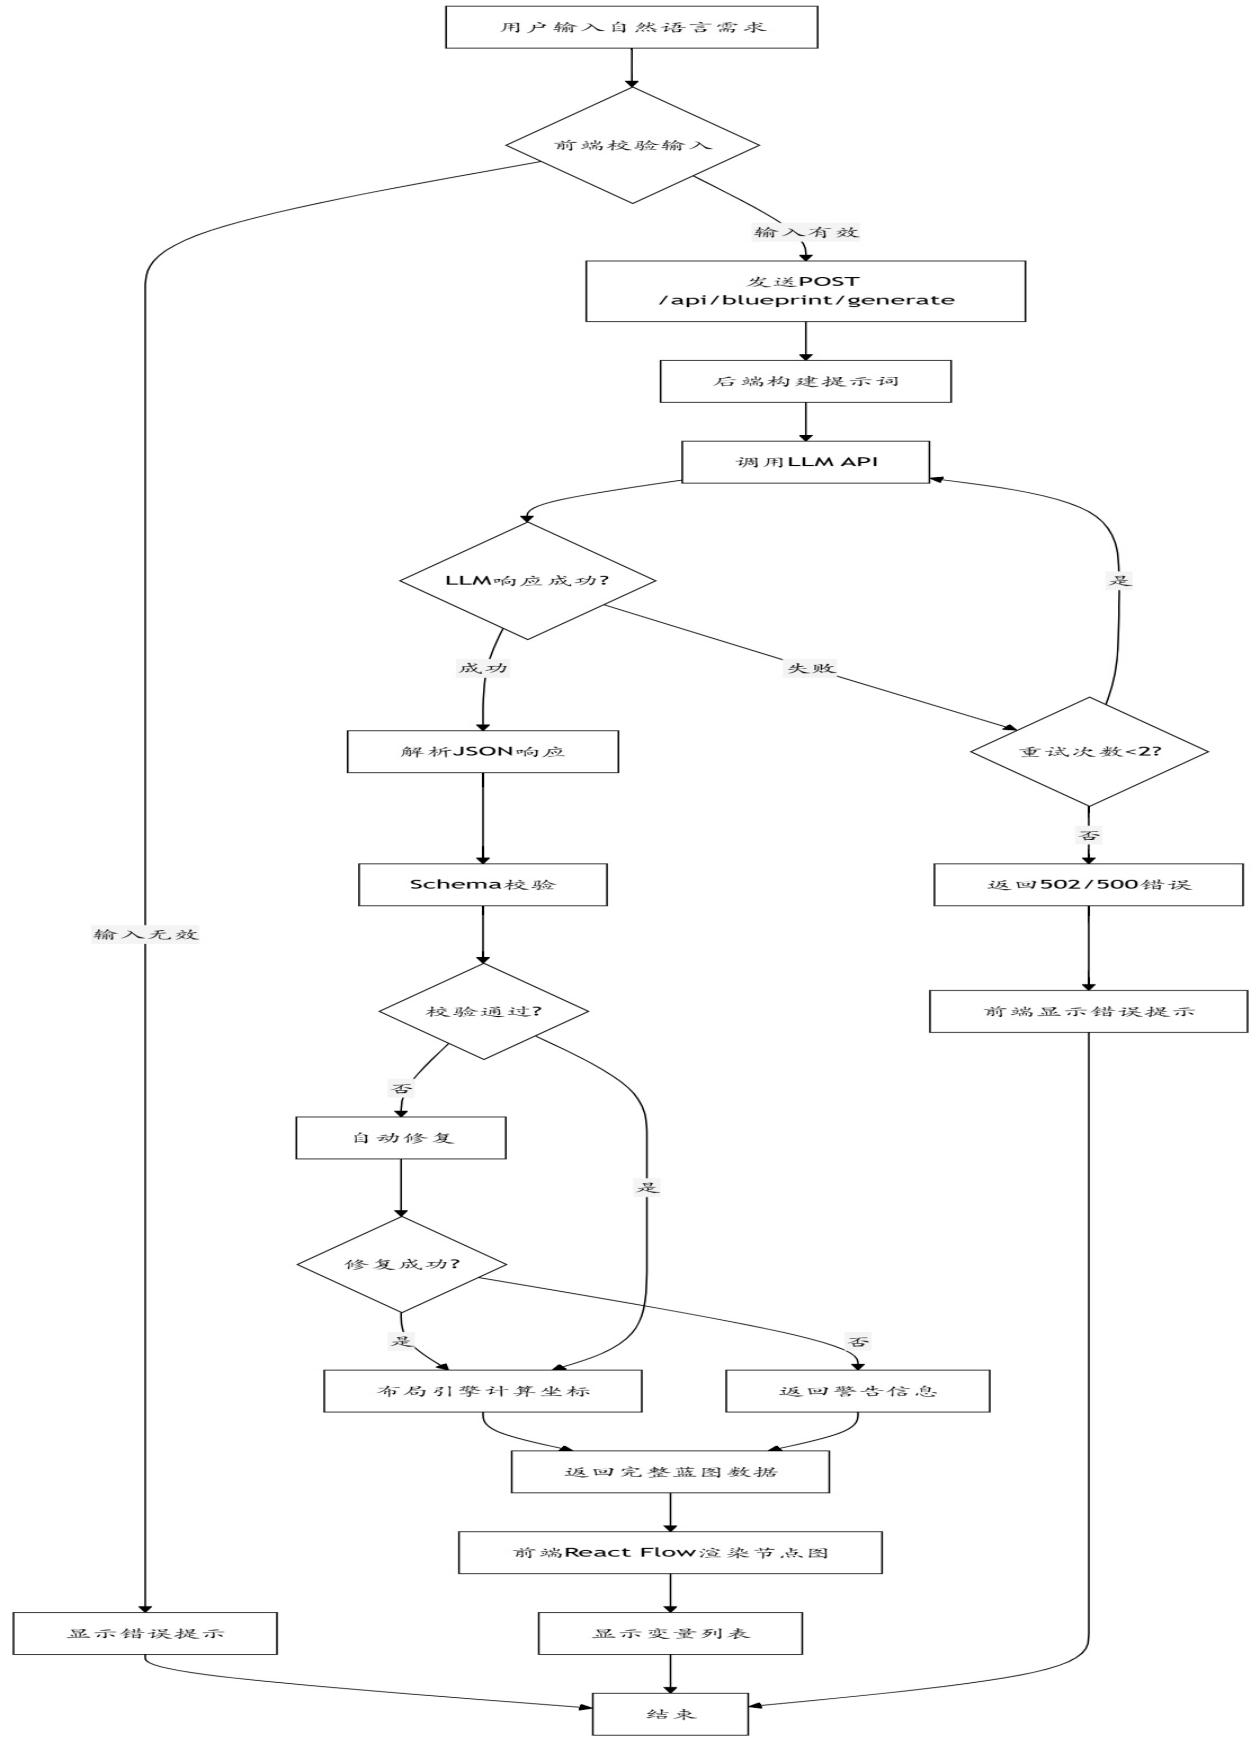 用户输入自然语言需求
前端校验输入
输入有效
发送POST
/api/blueprint/generate
后端构建提示词
调用LLM API
LLM响应成功?
是
成功
失败
解析JSON响应
重试次数<2?
否
Schema校验
返回502/500错误
输入无效
校验通过?
前端显示错误提示
否
自动修复
是
修复成功?
是
否
布局引擎计算坐标
返回警告信息
返回完整蓝图数据
前端React Flow渲染节点图
显示错误提示
显示变量列表
结束